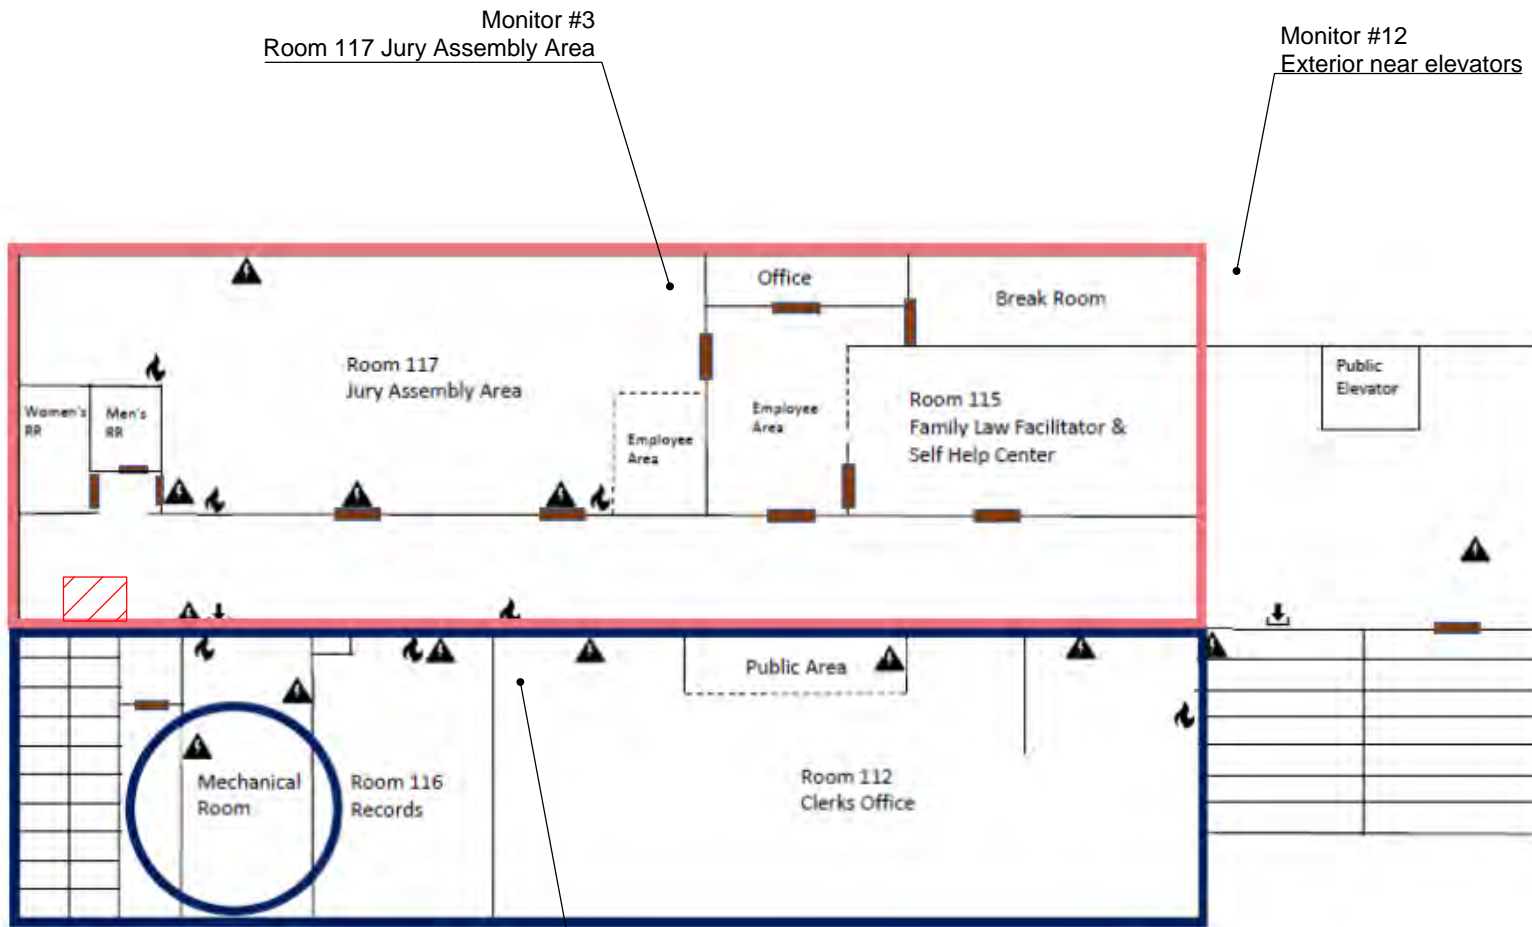 Monitor #3
Room 117 Jury Assembly Area
Monitor #12
Exterior near elevators
Office
Break Room
Room 117
Jury Assembly Area
Public
Elevator
Women's
RR
Men's
RR
Employee
Area
Employee
Area
Room 115
Family Law Facilitator &
Self Help Center
Public Area
Mechanical
Room
Room 116
Records
Room 112
Clerks Office